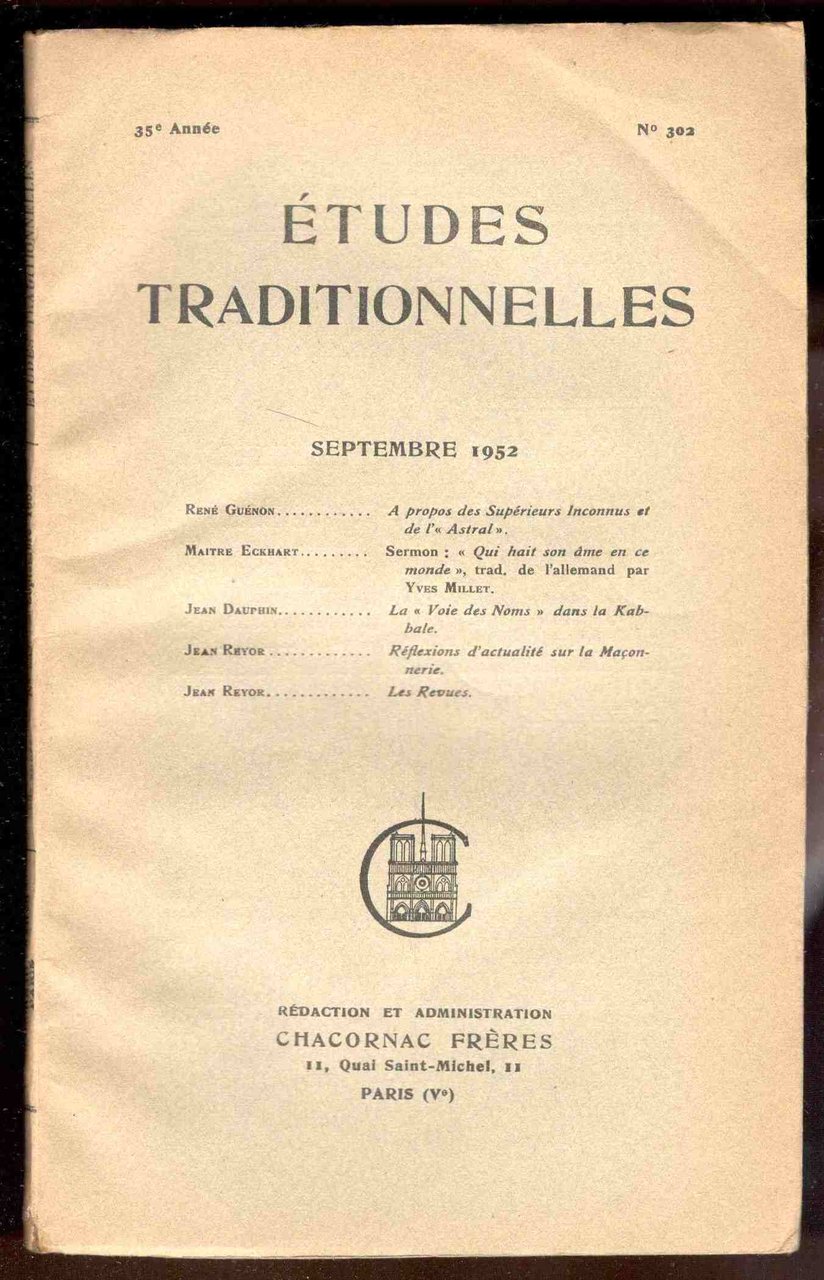 35e Année N° 302
ÉTUDES
TRADITIONNELLES
SEPTEMBRE 1952
RENÉ GUÉNON............ A propos des Supérieurs Inconnus et
de l'« Astral ».
MAITRE ECKHART......... Sermon : « Qui hait son âme en ce
monde », trad. de l'allemand par
YVES MILLET.
JEAN DAUPHIN............ La « Voie des Noms » dans la Kab-
bale.
JEAN REYOR ............. Réflexions d'actualité sur la Maçon-
nerie.
JEAN REYOR............. Les Revues.
C
RÉDACTION ET ADMINISTRATION
CHACORNAC FRÈRES
11, Quai Saint-Michel, 11
PARIS (Ve)